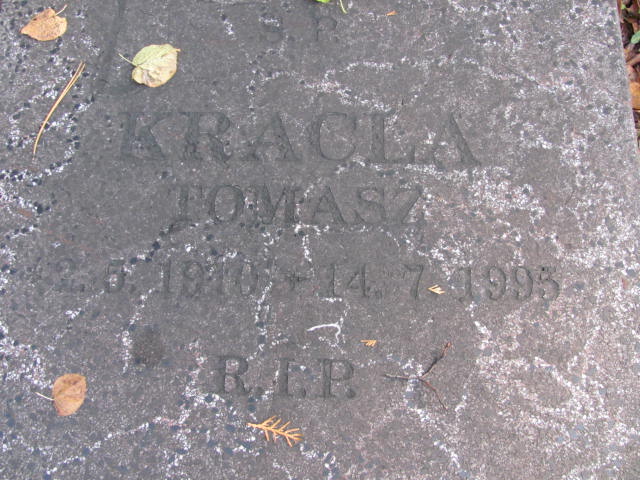 Ś.P.
KRACLA
TOMASZ
* 2.5.1910 + 14.7.1995
R.I.P.